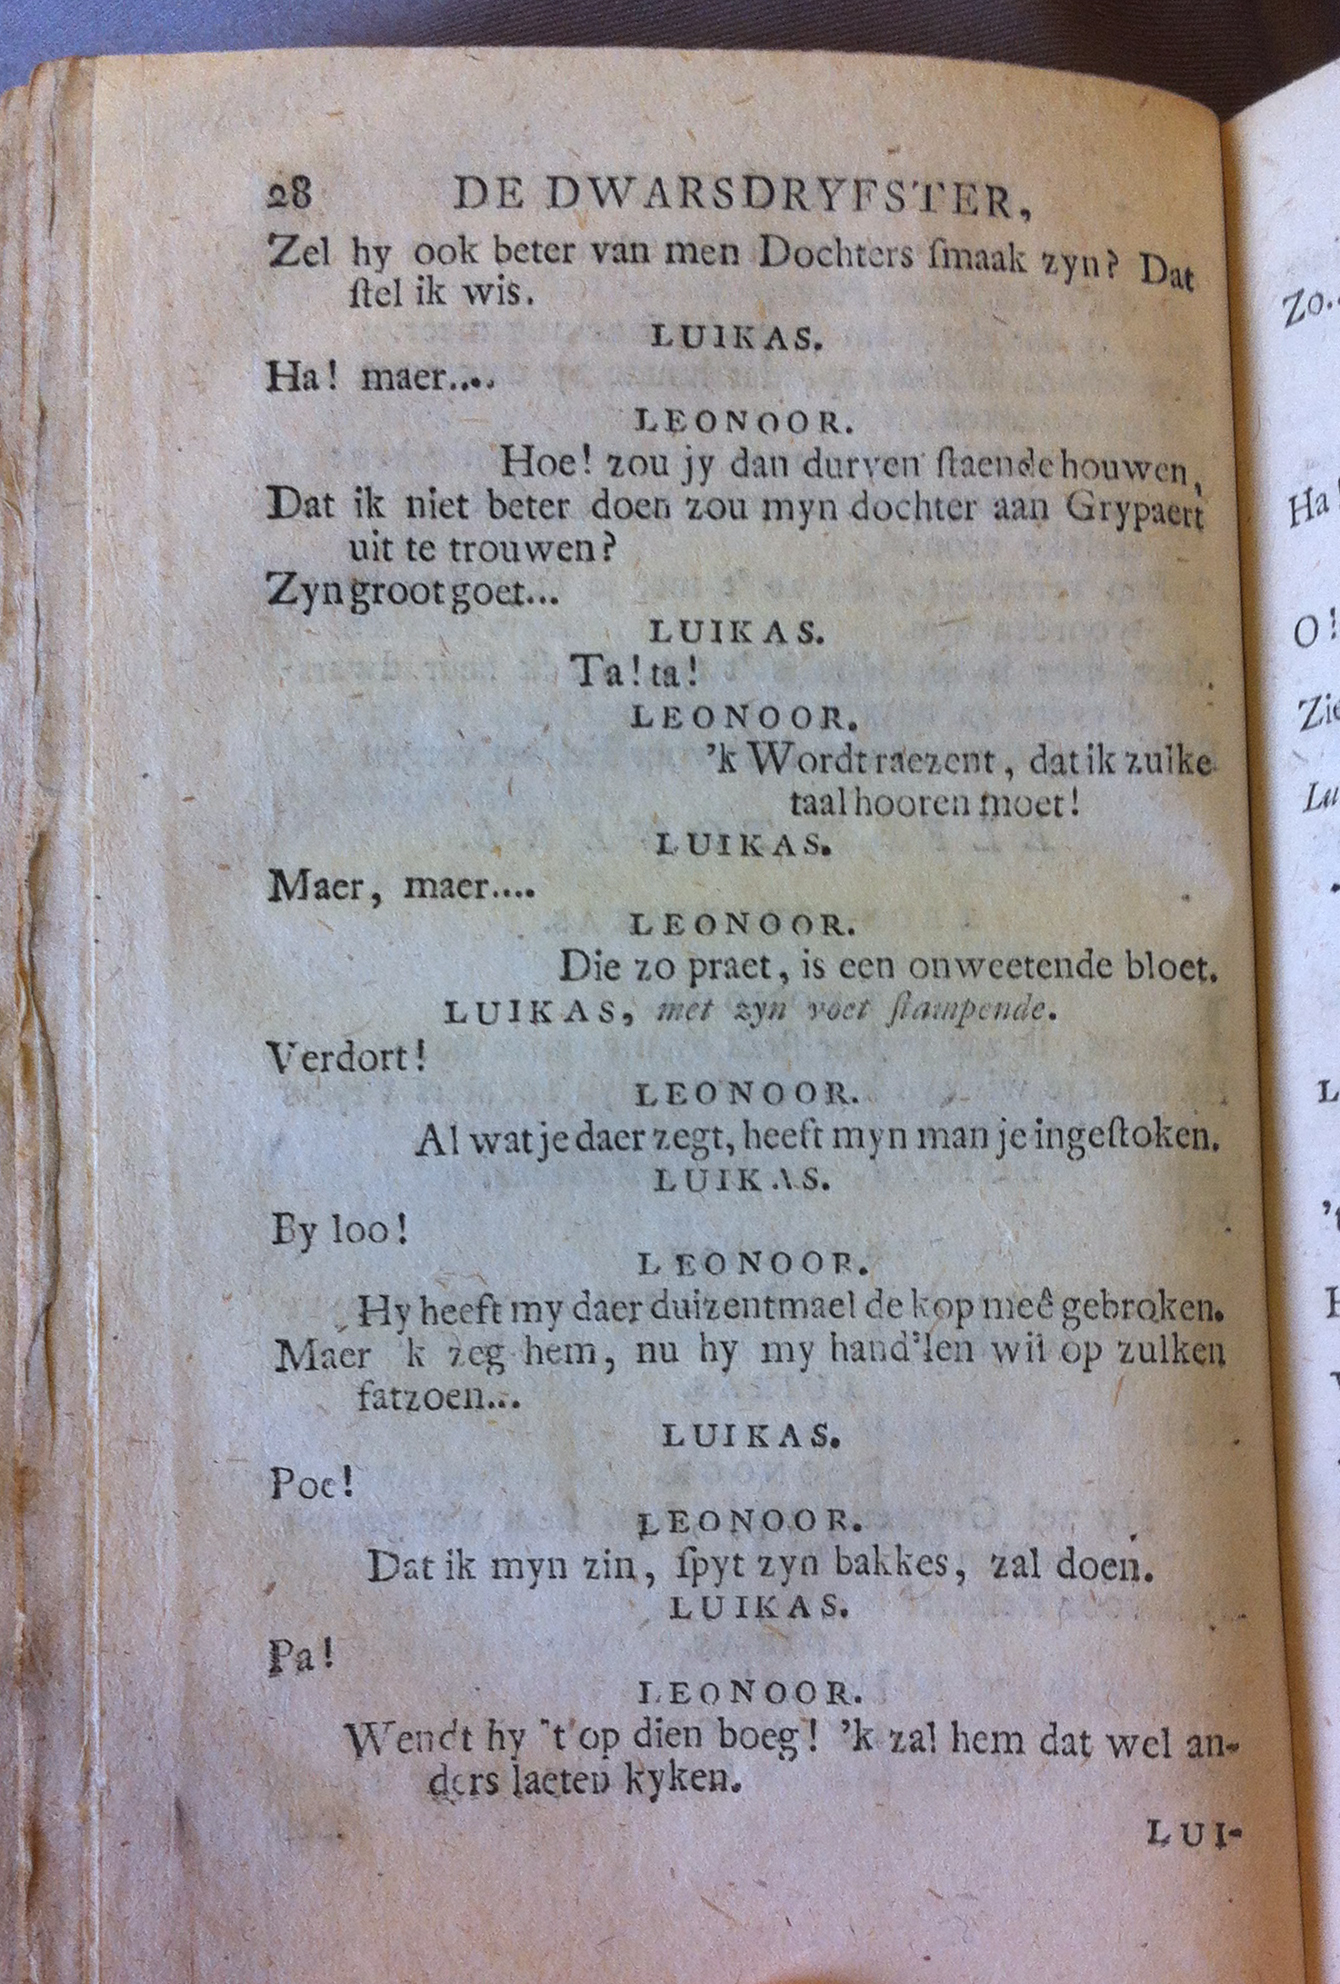 28 DE DWARSDRYFSTER,
Zel hy ook beter van men Dochters ſmaak zyn? Dat
ſtel ik wis.
LUIKAS.
Ha! maer....
LEONOOR.
Hoe! zou jy dan durven ſtaende houwen,
Dat ik niet beter doen zou myn dochter aan Grypaert
uit te trouwen?
Zyn groot goet...
LUIKAS.
Ta! ta!
LEONOOR.
'k Wordt raezent, dat ik zulke
taal hooren moet!
LUIKAS.
Maer, maer....
LEONOOR.
Die zo praet, is een onweetende bloet.
LUIKAS, met zyn voet ſtampende.
Verdort!
LEONOOR.
Al wat je daer zegt, heeft myn man je ingeſtoken.
LUIKAS.
By loo!
LEONOOR.
Hy heeft my daer duizentmael de kop meê gebroken.
Maer 'k zeg hem, nu hy my hand'len wil op zulken
fatzoen...
LUIKAS.
Poe!
LEONOOR.
Dat ik myn zin, ſpyt zyn bakkes, zal doen.
LUIKAS.
Pa!
LEONOOR.
Wendt hy 't op dien boeg! 'k zal hem dat wel an-
ders laeten kyken.
LUI-
Zo..
Ha!
O!
Zie
Lu
L
't